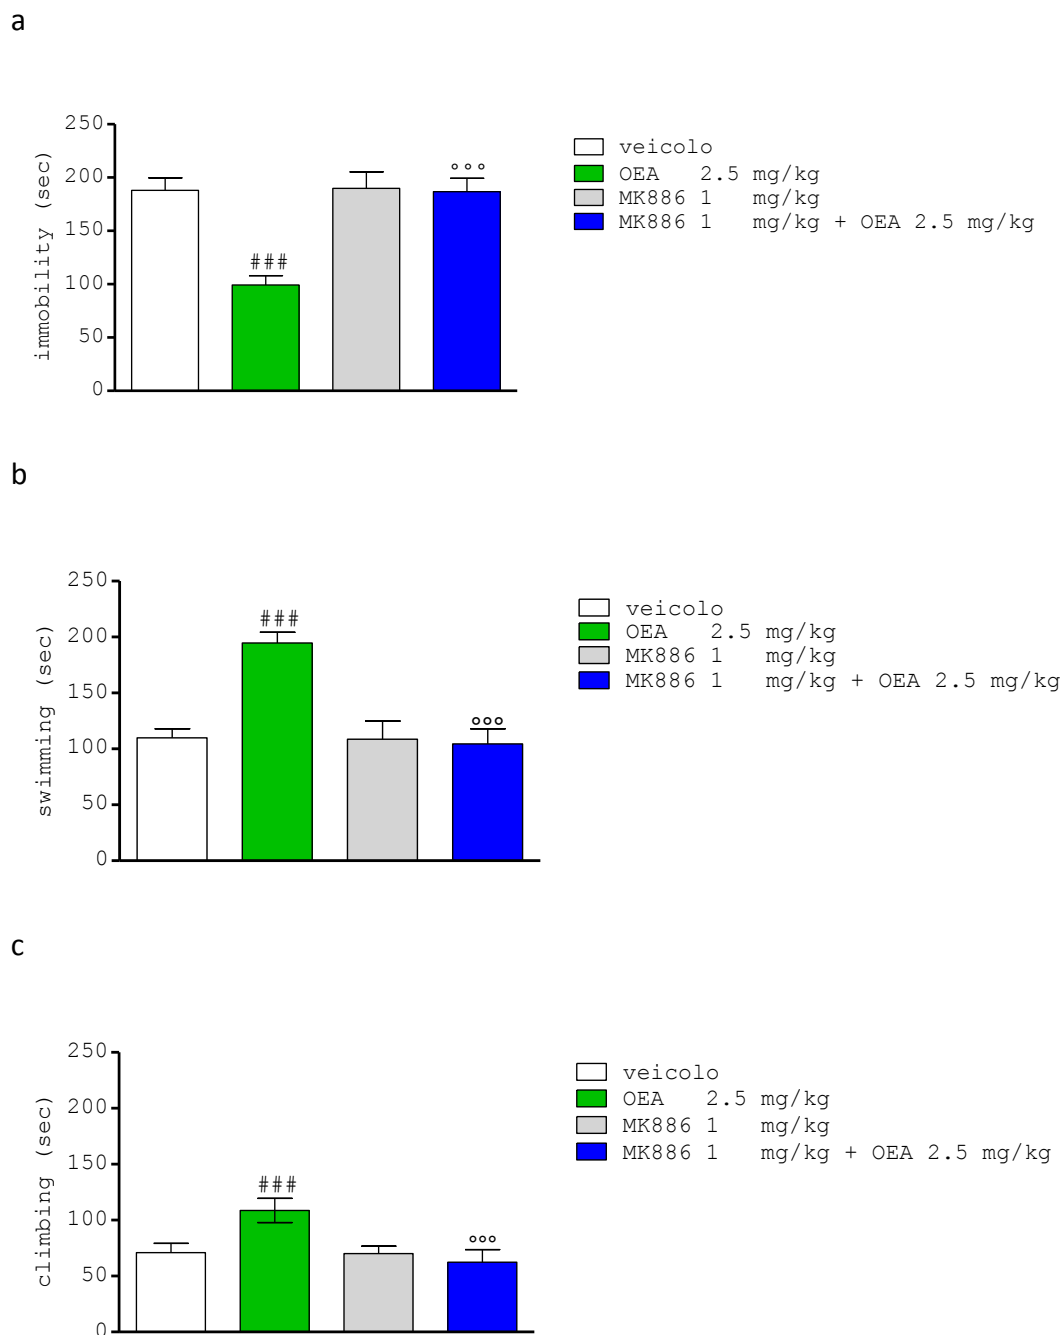 a
250
200
150
100
50
0
immobility (sec)
###
°°°
veicolo
OEA 2.5 mg/kg
MK886 1 mg/kg
MK886 1 mg/kg + OEA 2.5 mg/kg
b
250
200
150
100
50
0
swimming (sec)
###
°°°
veicolo
OEA 2.5 mg/kg
MK886 1 mg/kg
MK886 1 mg/kg + OEA 2.5 mg/kg
c
250
200
150
100
50
0
climbing (sec)
###
°°°
veicolo
OEA 2.5 mg/kg
MK886 1 mg/kg
MK886 1 mg/kg + OEA 2.5 mg/kg